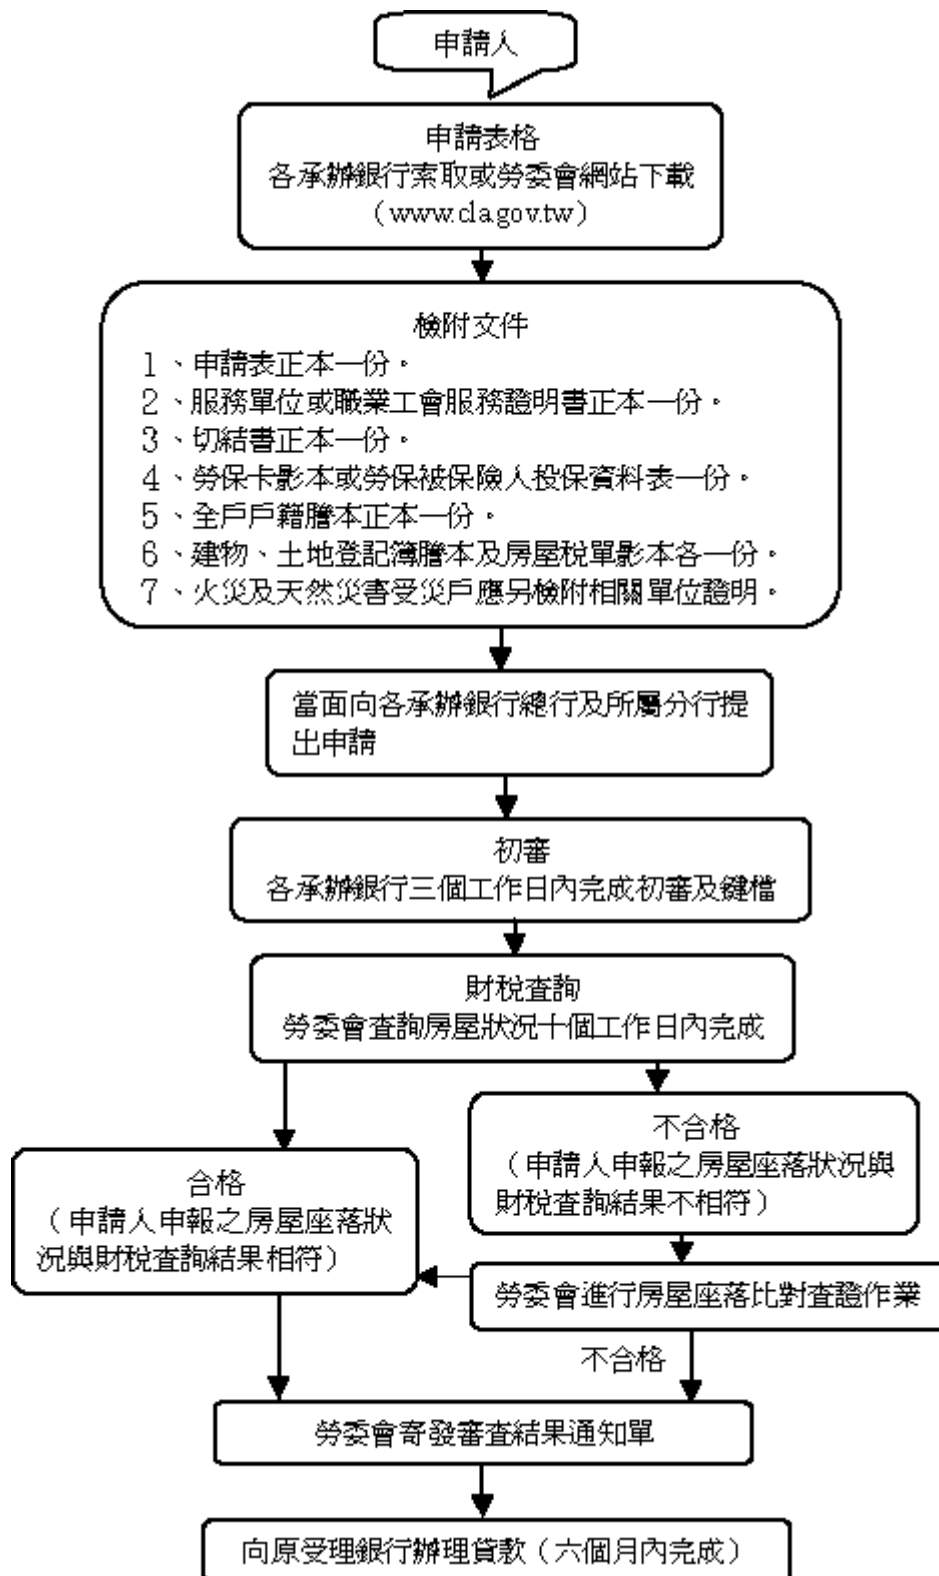 申請人
申請表格
各承辦銀行索取或勞委會網站下載
（www.cla.gov.tw）
檢附文件
１、申請表正本一份。
２、服務單位或職業工會服務證明書正本一份。
３、切結書正本一份。
４、勞保卡影本或勞保被保險人投保資料表一份。
５、全戶戶籍謄本正本一份。
６、建物、土地登記簿謄本及房屋稅單影本各一份。
７、火災及天然災害受災戶應另檢附相關單位證明。
當面向各承辦銀行總行及所屬分行提
出申請
初審
各承辦銀行三個工作日內完成初審及鍵檔
財稅查詢
勞委會查詢房屋狀況十個工作日內完成
不合格
（申請人申報之房屋座落狀況與
財稅查詢結果不相符）
合格
（申請人申報之房屋座落狀
況與財稅查詢結果相符）
勞委會進行房屋座落比對查證作業
不合格
勞委會寄發審查結果通知單
向原受理銀行辦理貸款（六個月內完成）